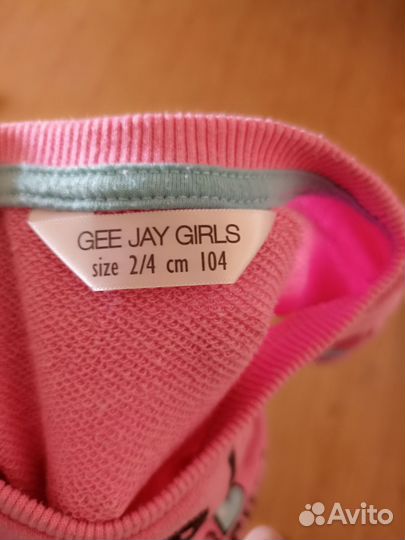 GEE JAY GIRLS
size 2/4 cm 104
Avito